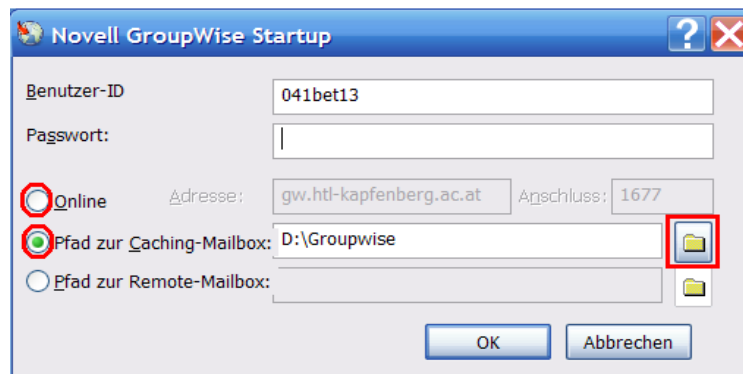 Novell GroupWise Startup
Benutzer-ID 041bet13
Passwort:
Online Adresse: gw.htl-kapfenberg.ac.at Anschluss: 1677
Pfad zur Caching-Mailbox: D:\Groupwise
Pfad zur Remote-Mailbox:
OK Abbrechen